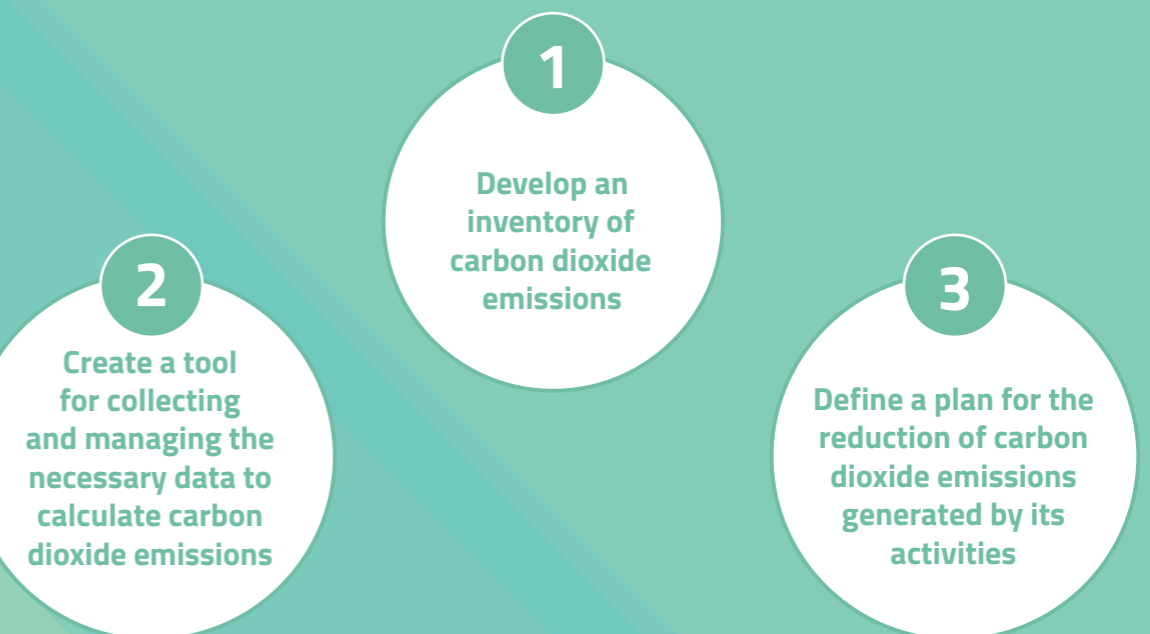 1
Develop an
inventory of
carbon dioxide
emissions
2
Create a tool
for collecting
and managing the
necessary data to
calculate carbon
dioxide emissions
3
Define a plan for the
reduction of carbon
dioxide emissions
generated by its
activities